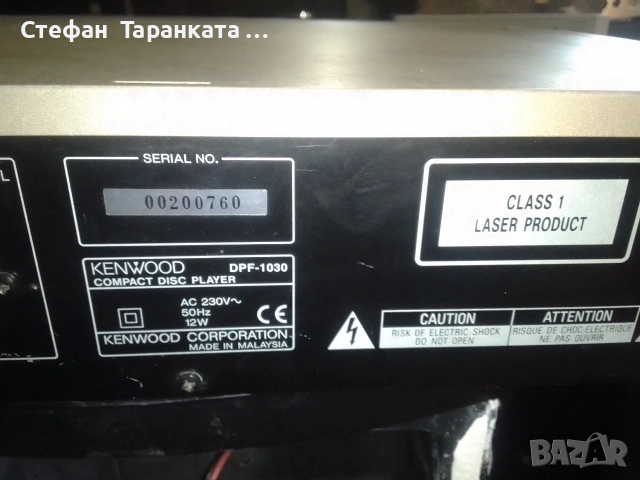 Стефан Таранката ...
L
SERIAL NO.
00200760
KENWOOD DPF-1030
COMPACT DISC PLAYER
AC 230V~
50Hz
12W
CE
KENWOOD CORPORATION
MADE IN MALAYSIA
CLASS 1
LASER PRODUCT
CAUTION
RISK OF ELECTRIC SHOCK
DO NOT OPEN
ATTENTION
RISQUE DE CHOC ELECTRIQUE
NE PAS OUVRIR
BAZAR